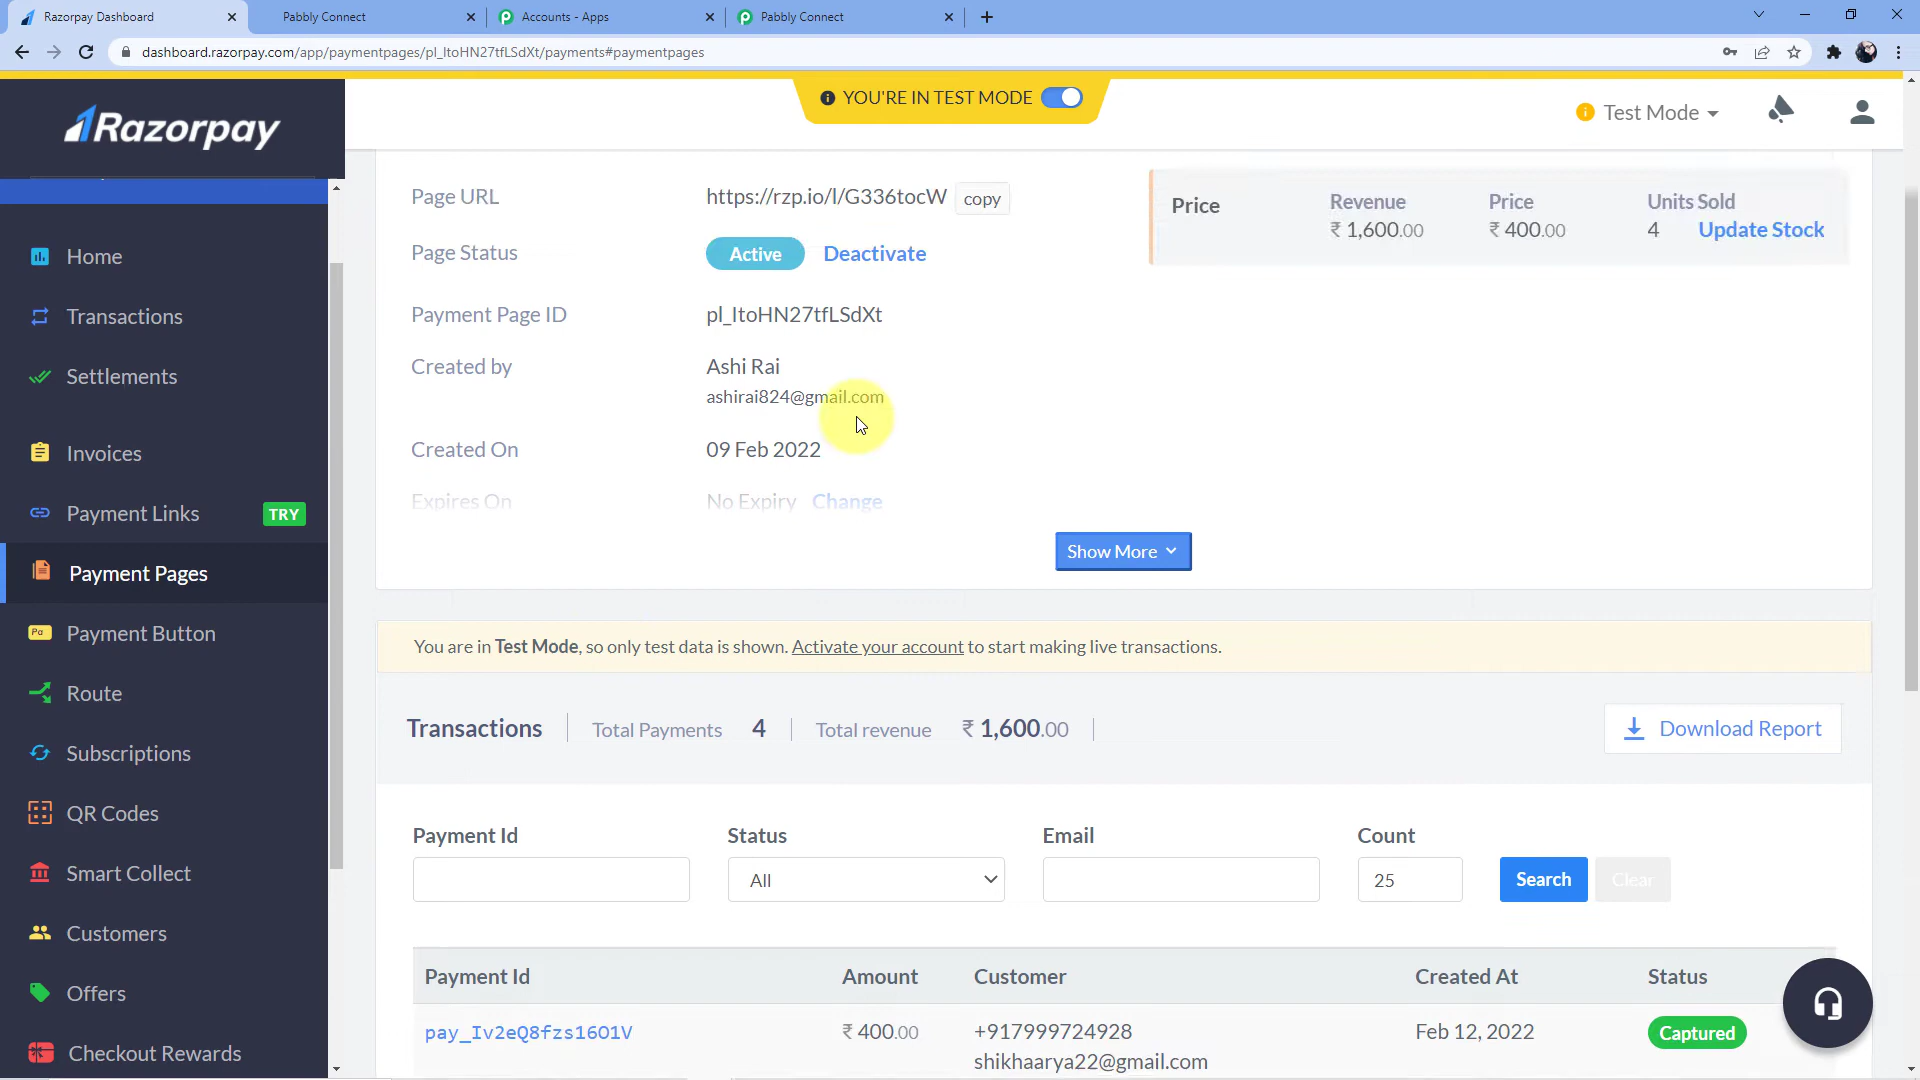 Razorpay Dashboard
Pabbly Connect
Accounts - Apps
Pabbly Connect
dashboard.razorpay.com/app/paymentpages/pl_ItoHN27tfLSdXt/payments#paymentpages
Razorpay
YOU'RE IN TEST MODE
Test Mode
Home
Transactions
Settlements
Invoices
Payment Links TRY
Payment Pages
Payment Button
Route
Subscriptions
QR Codes
Smart Collect
Customers
Offers
Checkout Rewards
Page URL https://rzp.io/l/G336tocW copy
Page Status Active Deactivate
Payment Page ID pl_ItoHN27tfLSdXt
Created by Ashi Rai
ashirai824@gmail.com
Created On 09 Feb 2022
Expires On No Expiry Change
Price Revenue Price Units Sold
₹ 1,600.00 ₹ 400.00 4 Update Stock
Show More
You are in Test Mode, so only test data is shown. Activate your account to start making live transactions.
Transactions Total Payments 4 Total revenue ₹ 1,600.00 Download Report
Payment Id Status Email Count
All 25 Search Clear
Payment Id Amount Customer Created At Status
pay_Iv2eQ8fzs16O1V ₹ 400.00 +917999724928 Feb 12, 2022 Captured
shikhaarya22@gmail.com